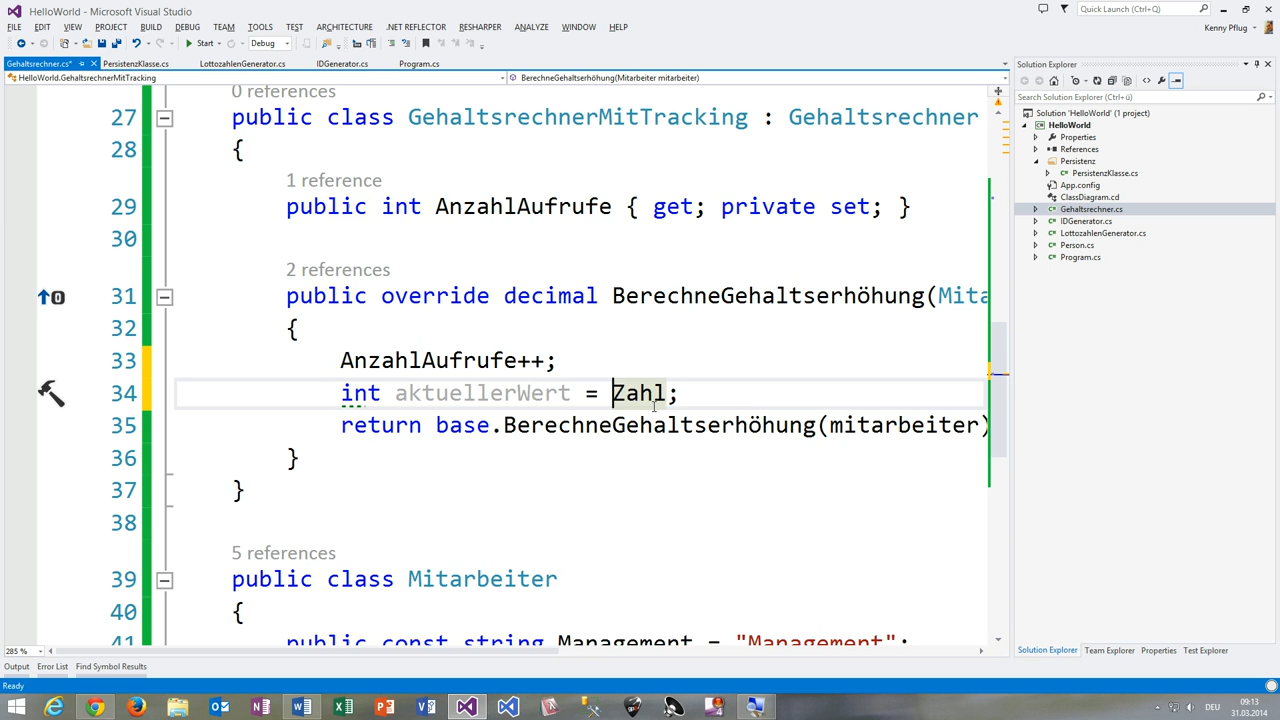 HelloWorld - Microsoft Visual Studio
Quick Launch (Ctrl+Q)
FILE EDIT VIEW PROJECT BUILD DEBUG TEAM TOOLS TEST ARCHITECTURE .NET REFLECTOR RESHARPER ANALYZE WINDOW HELP
Kenny Pflug
Start Debug
Gehaltsrechner.cs* PersistenzKlasse.cs LottozahlenGenerator.cs IDGenerator.cs Program.cs
HelloWorld.GehaltsrechnerMitTracking BerechneGehaltserhöhung(Mitarbeiter mitarbeiter)
0 references
27 public class GehaltsrechnerMitTracking : Gehaltsrechner
28 {
1 reference
29 public int AnzahlAufrufe { get; private set; }
30
2 references
31 public override decimal BerechneGehaltserhöhung(Mita
32 {
33 AnzahlAufrufe++;
34 int aktuellerWert = Zahl;
35 return base.BerechneGehaltserhöhung(mitarbeiter)
36 }
37 }
38
5 references
39 public class Mitarbeiter
40 {
41 public const string Management = "Management";
285 %
Solution Explorer
Search Solution Explorer (Ctrl+ü)
Solution 'HelloWorld' (1 project)
HelloWorld
Properties
References
Persistenz
PersistenzKlasse.cs
App.config
ClassDiagram.cd
Gehaltsrechner.cs
IDGenerator.cs
LottozahlenGenerator.cs
Person.cs
Program.cs
Solution Explorer Team Explorer Properties Test Explorer
Output Error List Find Symbol Results
Ready
DEU
09:13
31.03.2014